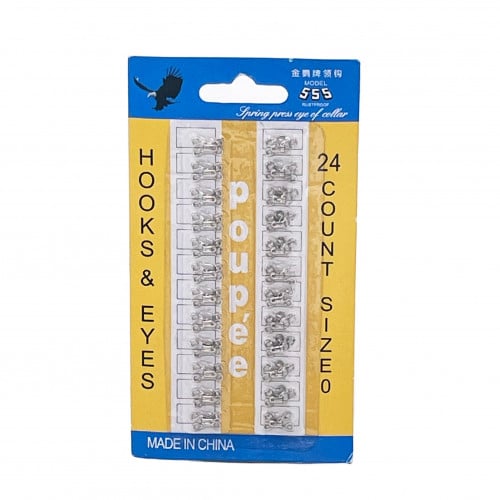 金鹏牌领钩
MODEL
555
RUSTPROOF
Spring press eye of collar
HOOKS & EYES
poupée
24 COUNT SIZE 0
MADE IN CHINA